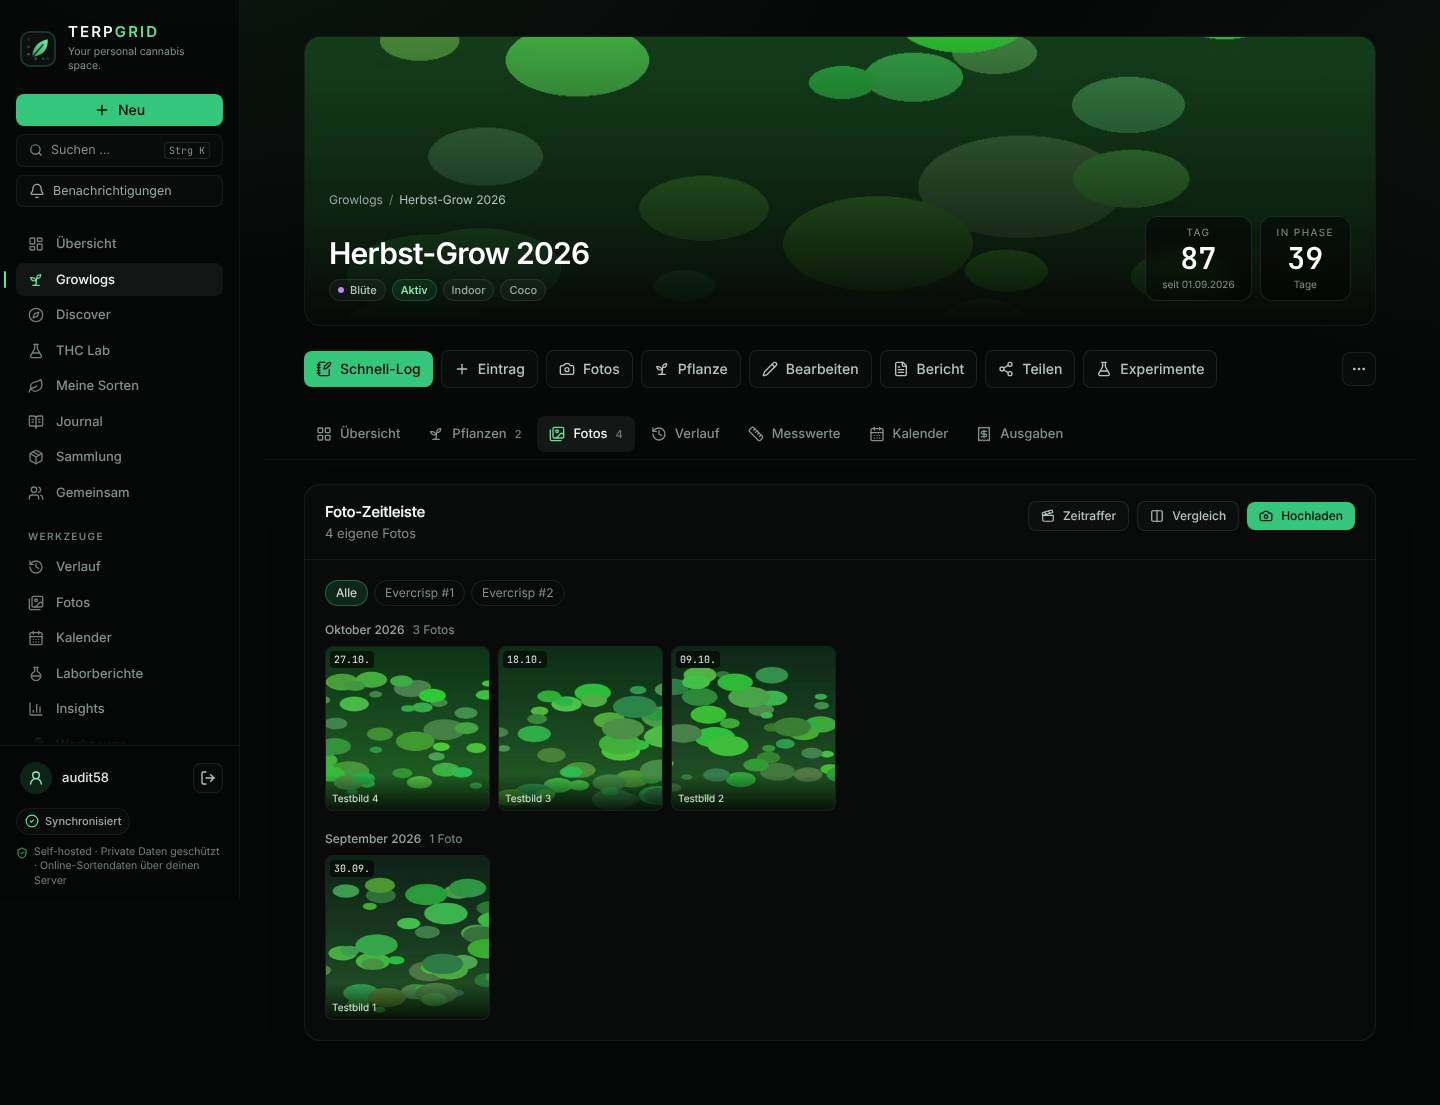 TERPGRID
Your personal cannabis
space.
Neu
Suchen ... Strg K
Benachrichtigungen
Übersicht
Growlogs
Discover
THC Lab
Meine Sorten
Journal
Sammlung
Gemeinsam
WERKZEUGE
Verlauf
Fotos
Kalender
Laborberichte
Insights
audit58
Synchronisiert
Self-hosted · Private Daten geschützt
· Online-Sortendaten über deinen
Server
Growlogs / Herbst-Grow 2026
Herbst-Grow 2026
Blüte Aktiv Indoor Coco
TAG
87
seit 01.09.2026
IN PHASE
39
Tage
Schnell-Log Eintrag Fotos Pflanze Bearbeiten Bericht Teilen Experimente
Übersicht Pflanzen 2 Fotos 4 Verlauf Messwerte Kalender Ausgaben
Foto-Zeitleiste
4 eigene Fotos
Zeitraffer Vergleich Hochladen
Alle Evercrisp #1 Evercrisp #2
Oktober 2026 3 Fotos
27.10. 18.10. 09.10.
Testbild 4 Testbild 3 Testbild 2
September 2026 1 Foto
30.09.
Testbild 1